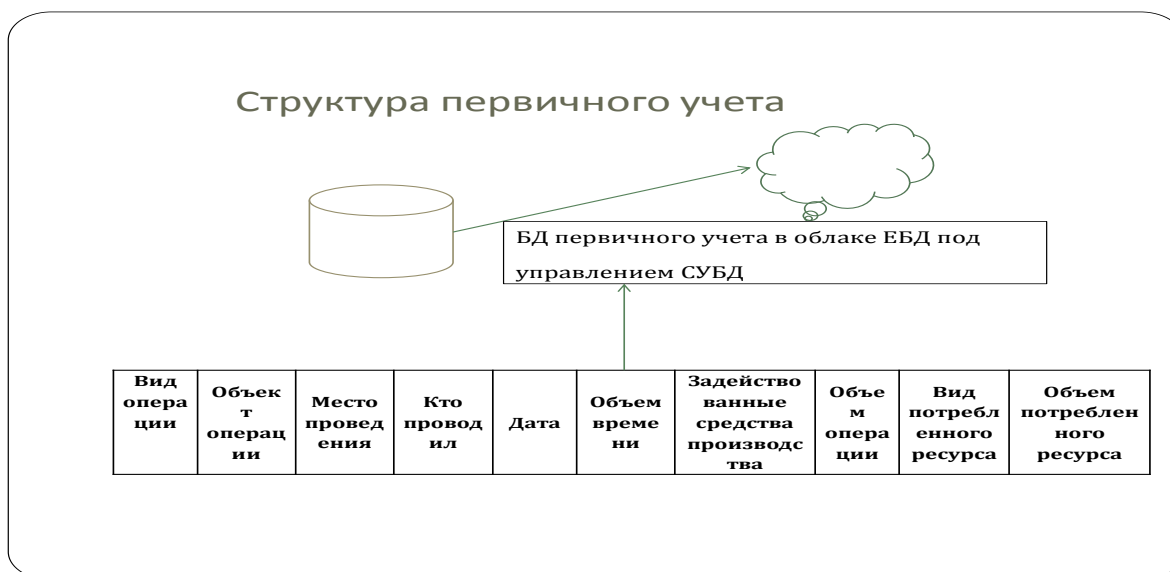 Структура первичного учета
БД первичного учета в облаке ЕБД под
управлением СУБД
Вид
опера
ции
Объек
т
операц
ии
Место
провед
ения
Кто
провод
ил
Дата
Объем
време
ни
Задейство
ванные
средства
производс
тва
Объе
м
опера
ции
Вид
потребл
енного
ресурса
Объем
потреблен
ного
ресурса